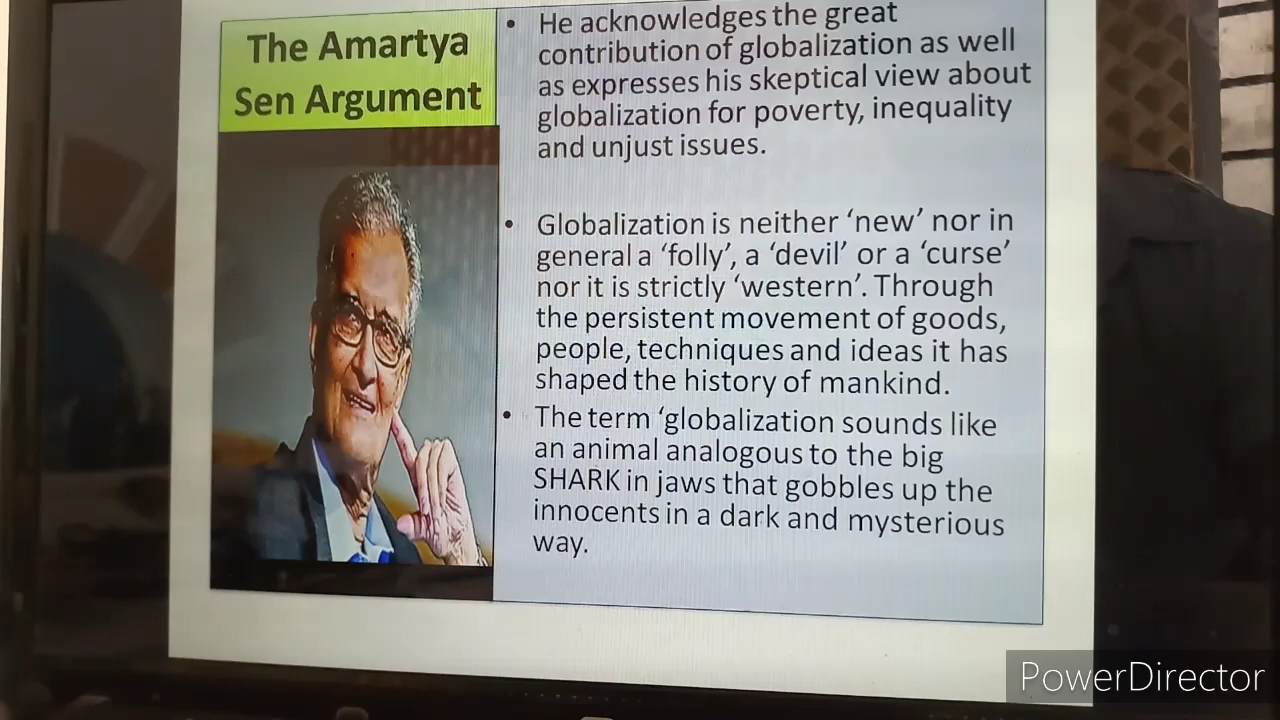 The Amartya
Sen Argument
• He acknowledges the great
contribution of globalization as well
as expresses his skeptical view about
globalization for poverty, inequality
and unjust issues.
• Globalization is neither ‘new’ nor in
general a ‘folly’, a ‘devil’ or a ‘curse’
nor it is strictly ‘western’. Through
the persistent movement of goods,
people, techniques and ideas it has
shaped the history of mankind.
• The term ‘globalization sounds like
an animal analogous to the big
SHARK in jaws that gobbles up the
innocents in a dark and mysterious
way.
PowerDirector